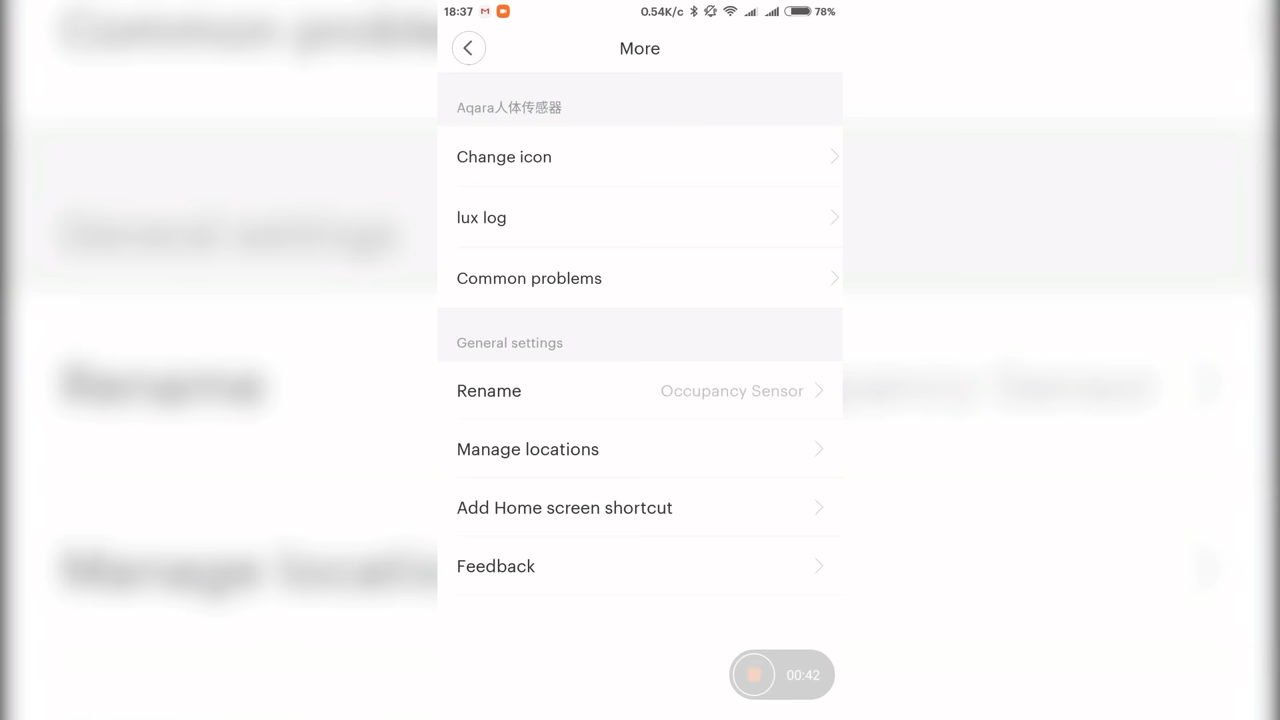 18:37 0.54K/c 78%
More
Aqara人体传感器
Change icon
lux log
Common problems
General settings
Rename Occupancy Sensor
Manage locations
Add Home screen shortcut
Feedback
00:42